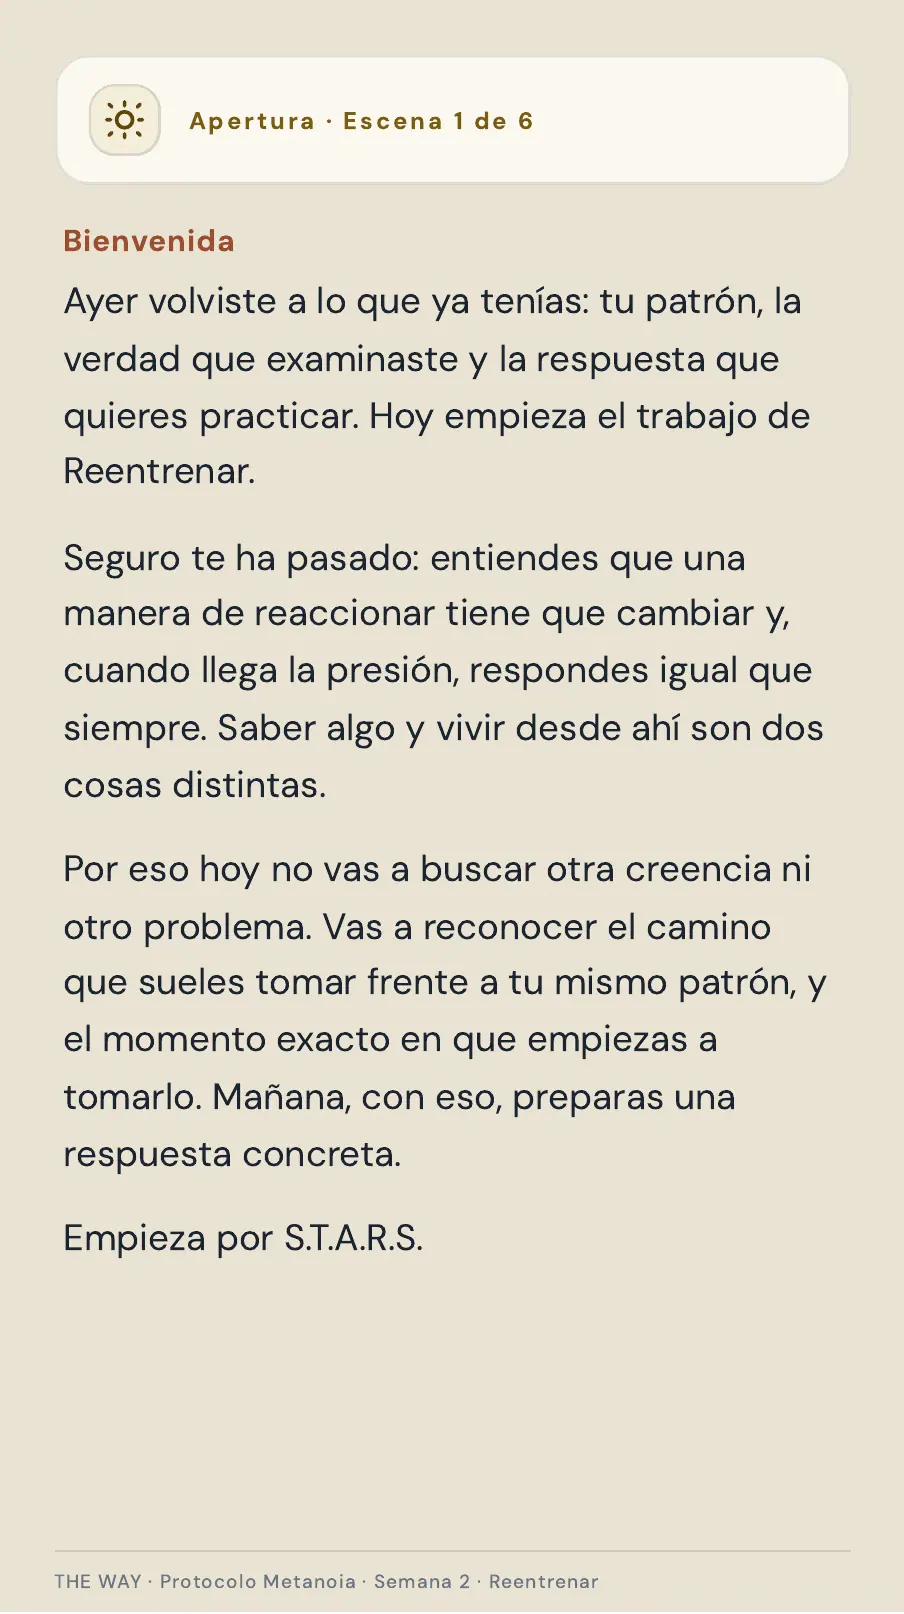 Apertura · Escena 1 de 6
Bienvenida
Ayer volviste a lo que ya tenías: tu patrón, la
verdad que examinaste y la respuesta que
quieres practicar. Hoy empieza el trabajo de
Reentrenar.
Seguro te ha pasado: entiendes que una
manera de reaccionar tiene que cambiar y,
cuando llega la presión, respondes igual que
siempre. Saber algo y vivir desde ahí son dos
cosas distintas.
Por eso hoy no vas a buscar otra creencia ni
otro problema. Vas a reconocer el camino
que sueles tomar frente a tu mismo patrón, y
el momento exacto en que empiezas a
tomarlo. Mañana, con eso, preparas una
respuesta concreta.
Empieza por S.T.A.R.S.
THE WAY · Protocolo Metanoia · Semana 2 · Reentrenar